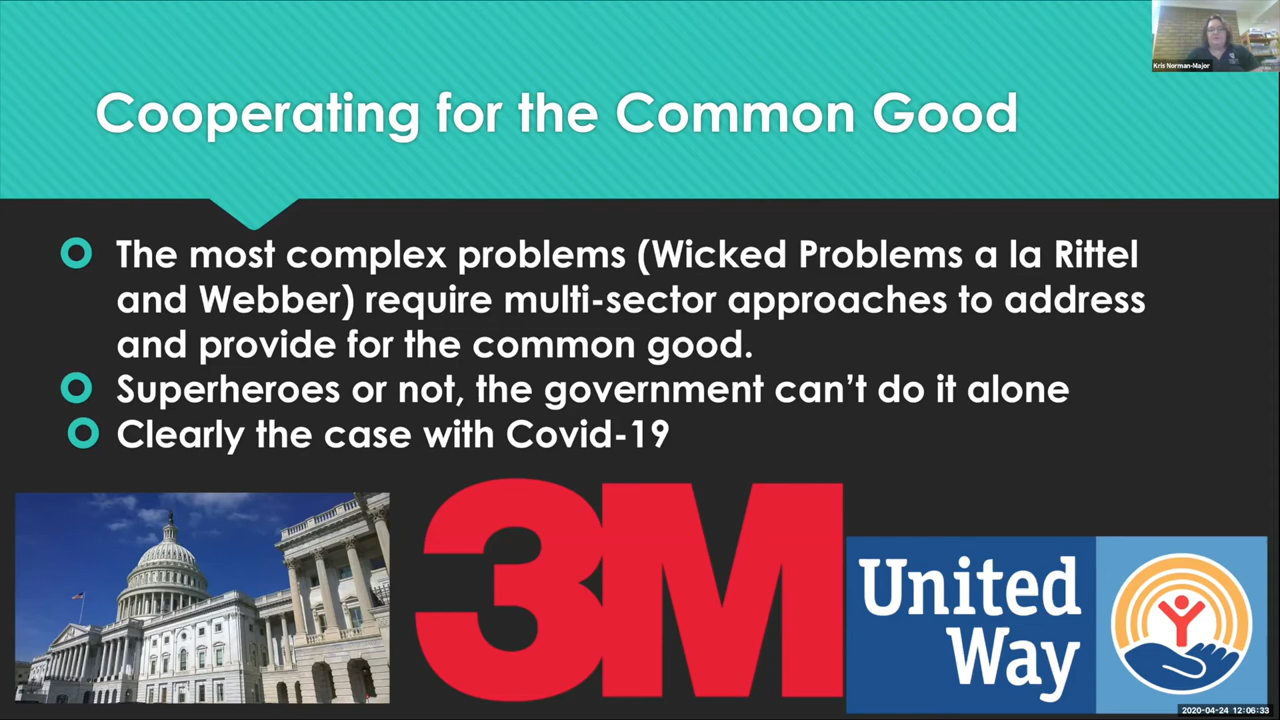 Kris Norman-Major
Cooperating for the Common Good
The most complex problems (Wicked Problems a la Rittel
and Webber) require multi-sector approaches to address
and provide for the common good.
Superheroes or not, the government can’t do it alone
Clearly the case with Covid-19
3M
United
Way
2020-04-24 12:06:33